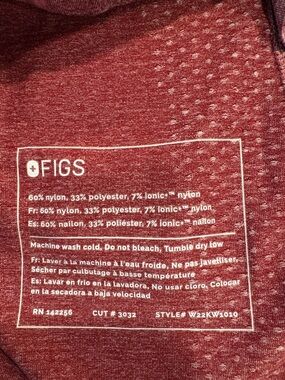 FIGS
60% nylon, 33% polyester, 7% ionic+™ nylon
Fr: 60% nylon, 33% polyester, 7% ionic+™ nylon
Es: 60% nailon, 33% poliéster, 7% ionic+™ nailon
Machine wash cold, Do not bleach, Tumble dry low
Fr: Laver à la machine à l'eau froide, Ne pas javelliser,
Sécher par culbutage à basse température
Es: Lavar en frío en la lavadora, No usar cloro, Colocar
en la secadora a baja velocidad
RN 142256 CUT # 3032 STYLE# W22KW1010